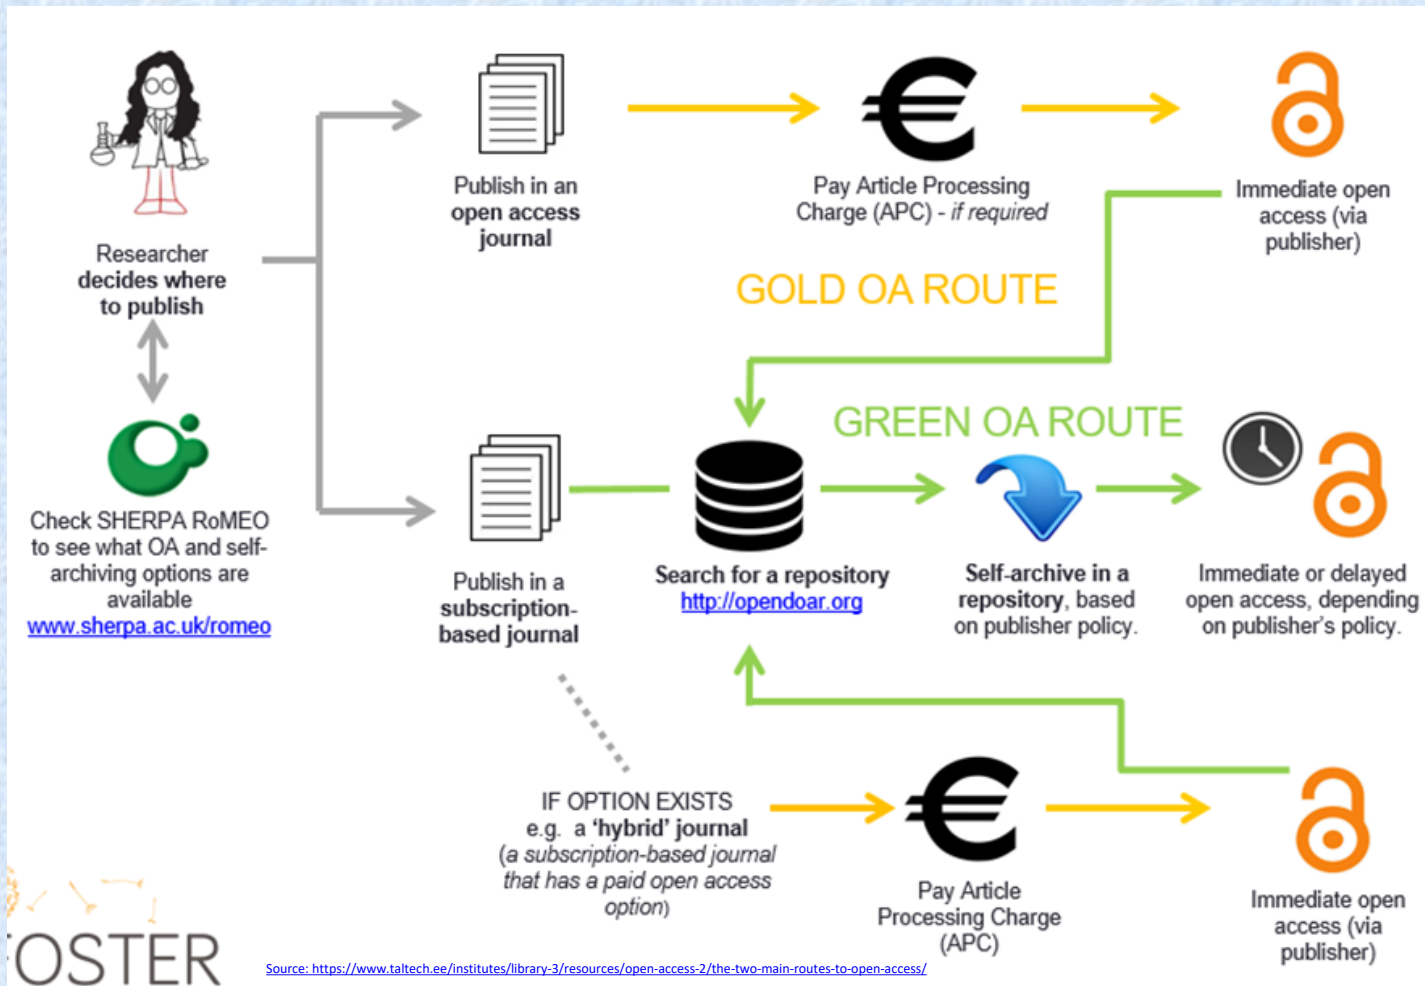 Researcher
decides where
to publish
Check SHERPA RoMEO
to see what OA and self-
archiving options are
available
www.sherpa.ac.uk/romeo
Publish in an
open access
journal
Pay Article Processing
Charge (APC) - if required
Immediate open
access (via
publisher)
GOLD OA ROUTE
GREEN OA ROUTE
Publish in a
subscription-
based journal
Search for a repository
http://opendoar.org
Self-archive in a
repository, based
on publisher policy.
Immediate or delayed
open access, depending
on publisher's policy.
IF OPTION EXISTS
e.g. a ‘hybrid’ journal
(a subscription-based journal
that has a paid open access
option)
Pay Article
Processing Charge
(APC)
Immediate open
access (via
publisher)
OSTER
Source: https://www.taltech.ee/institutes/library-3/resources/open-access-2/the-two-main-routes-to-open-access/